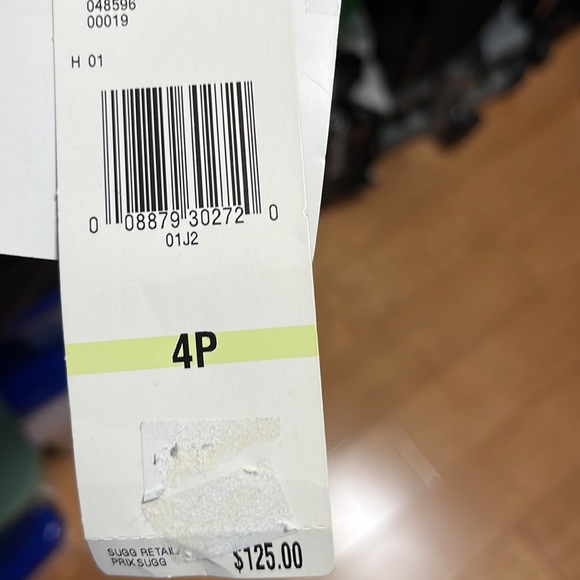 048596
00019
H 01
0 08879 30272 0
01J2
4P
SUGG RETAIL
PRIX SUGG
$125.00